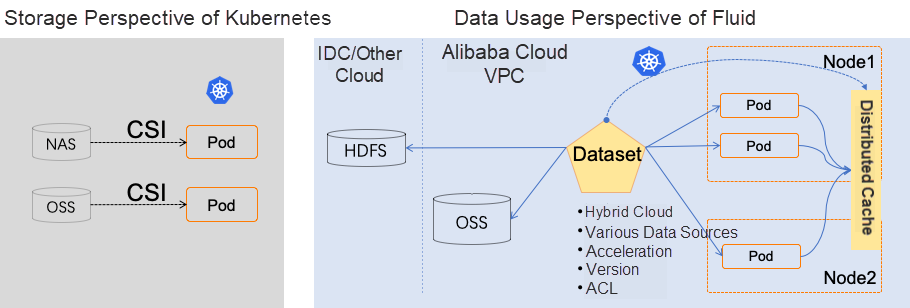 Storage Perspective of Kubernetes
NAS
CSI
Pod
OSS
CSI
Pod
Data Usage Perspective of Fluid
IDC/Other
Cloud
Alibaba Cloud
VPC
HDFS
OSS
Dataset
• Hybrid Cloud
• Various Data Sources
• Acceleration
• Version
• ACL
Node1
Pod
Pod
Pod
Node2
Distributed Cache